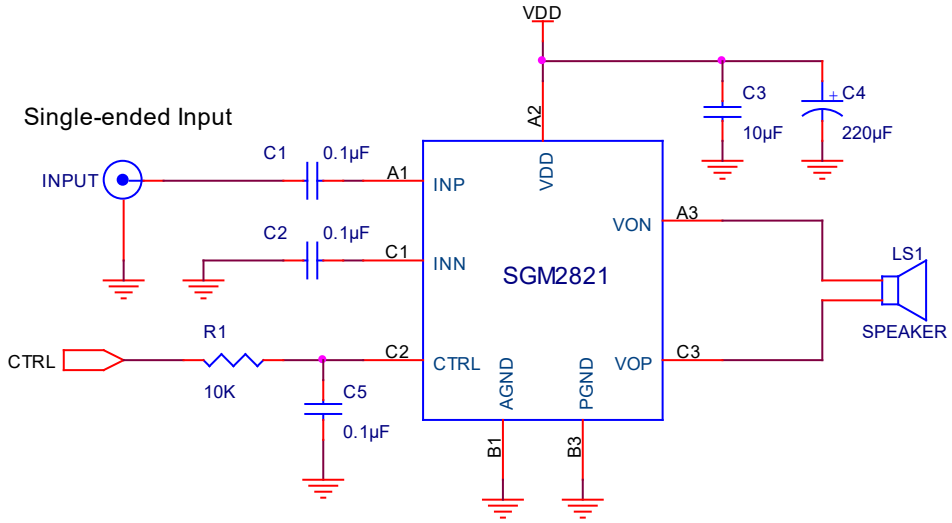 VDD
Single-ended Input
C1 0.1µF
C3
10µF
+ C4
220µF
A2
INPUT
A1
INP
VDD
C2 0.1µF
C1
INN
VON
A3
SGM2821
LS1
SPEAKER
R1
CTRL
10K
C2
CTRL
VOP
C3
C5
0.1µF
AGND
PGND
B1
B3